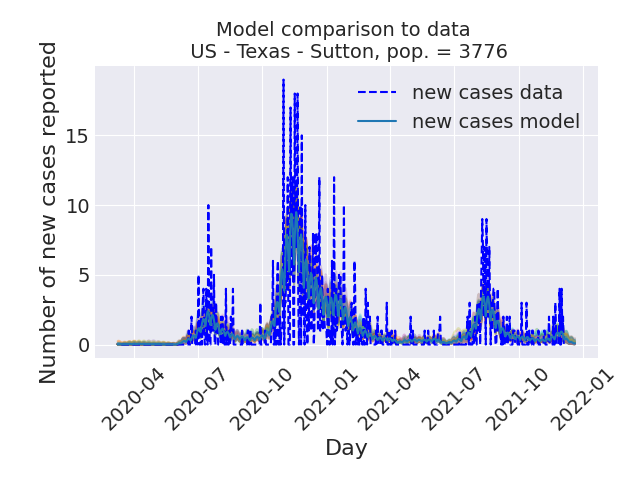 Model comparison to data
US - Texas - Sutton, pop. = 3776
Number of new cases reported
15
10
5
0
new cases data
new cases model
2020-04
2020-07
2020-10
2021-01
2021-04
2021-07
2021-10
2022-01
Day